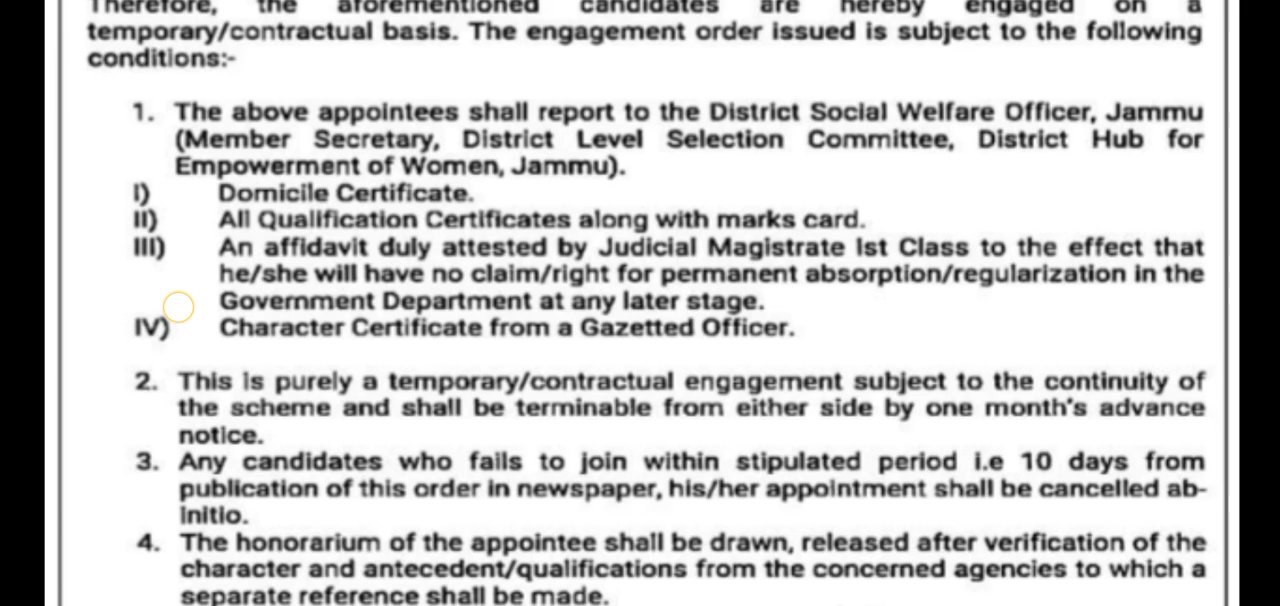 Therefore, the aforementioned candidates are hereby engaged on a
temporary/contractual basis. The engagement order issued is subject to the following
conditions:-
1. The above appointees shall report to the District Social Welfare Officer, Jammu
(Member Secretary, District Level Selection Committee, District Hub for
Empowerment of Women, Jammu).
I) Domicile Certificate.
II) All Qualification Certificates along with marks card.
III) An affidavit duly attested by Judicial Magistrate Ist Class to the effect that
he/she will have no claim/right for permanent absorption/regularization in the
Government Department at any later stage.
IV) Character Certificate from a Gazetted Officer.
2. This is purely a temporary/contractual engagement subject to the continuity of
the scheme and shall be terminable from either side by one month's advance
notice.
3. Any candidates who fails to join within stipulated period i.e 10 days from
publication of this order in newspaper, his/her appointment shall be cancelled ab-
initio.
4. The honorarium of the appointee shall be drawn, released after verification of the
character and antecedent/qualifications from the concerned agencies to which a
separate reference shall be made.